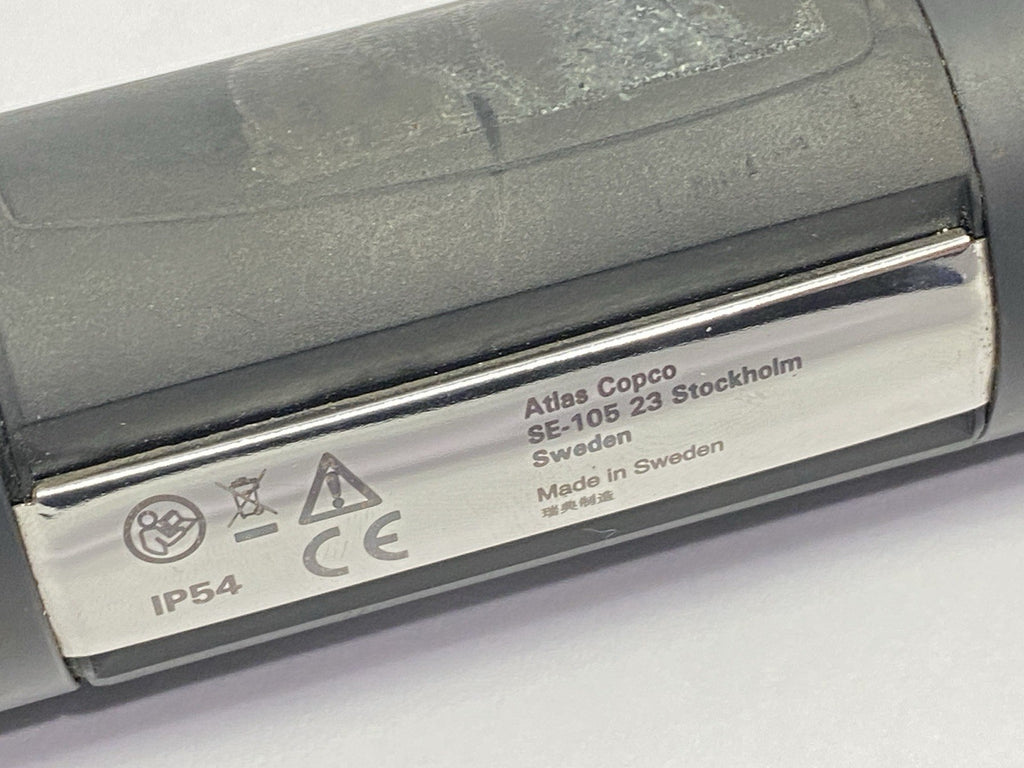 Atlas Copco
SE-105 23 Stockholm
Sweden
Made in Sweden
瑞典制造
CE
IP54